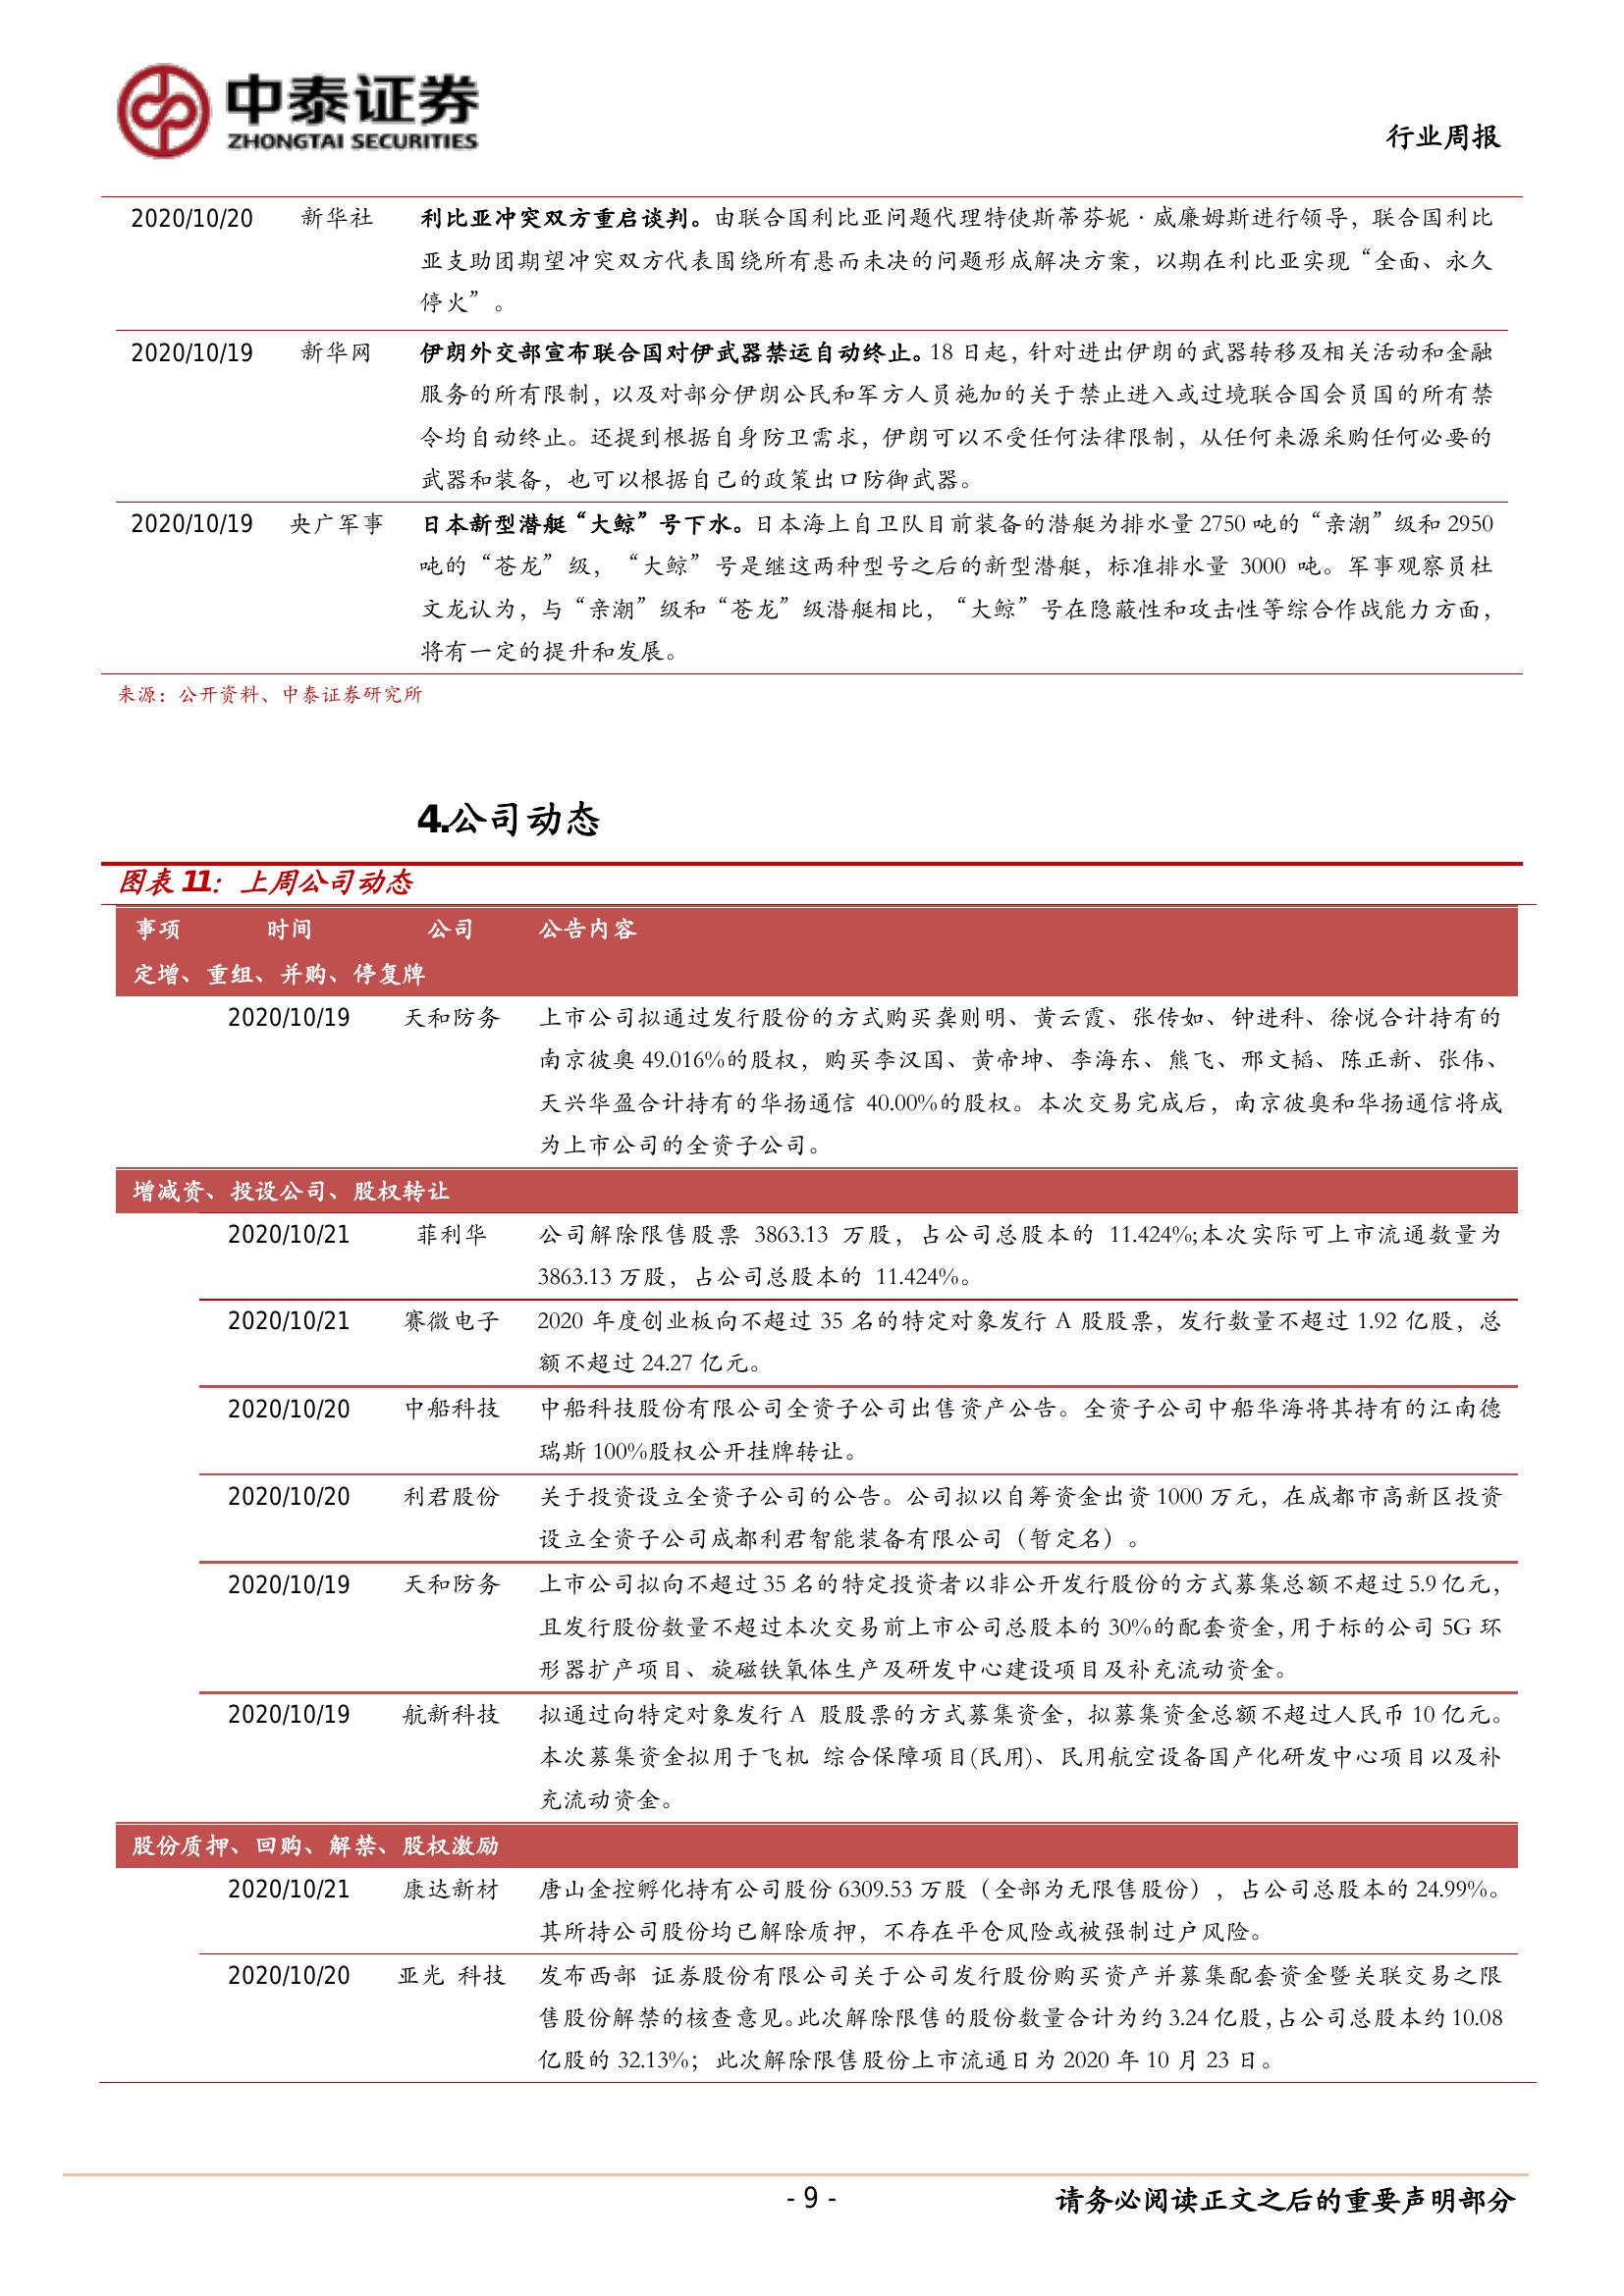 中泰证券
ZHONGTAI SECURITIES
行业周报
2020/10/20 新华社 利比亚冲突双方重启谈判。由联合国利比亚问题代理特使斯蒂芬妮·威廉姆斯进行领导，联合国利比
亚支助团期望冲突双方代表围绕所有悬而未决的问题形成解决方案，以期在利比亚实现“全面、永久
停火”。
2020/10/19 新华网 伊朗外交部宣布联合国对伊武器禁运自动终止。18 日起，针对进出伊朗的武器转移及相关活动和金融
服务的所有限制，以及对部分伊朗公民和军方人员施加的关于禁止进入或过境联合国会员国的所有禁
令均自动终止。还提到根据自身防卫需求，伊朗可以不受任何法律限制，从任何来源采购任何必要的
武器和装备，也可以根据自己的政策出口防御武器。
2020/10/19 央广军事 日本新型潜艇“大鲸”号下水。日本海上自卫队目前装备的潜艇为排水量 2750 吨的“亲潮”级和 2950
吨的“苍龙”级，“大鲸”号是继这两种型号之后的新型潜艇，标准排水量 3000 吨。军事观察员杜
文龙认为，与“亲潮”级和“苍龙”级潜艇相比，“大鲸”号在隐蔽性和攻击性等综合作战能力方面，
将有一定的提升和发展。
来源：公开资料、中泰证券研究所
4.公司动态
图表 11：上周公司动态
事项 时间 公司 公告内容
定增、重组、并购、停复牌
2020/10/19 天和防务 上市公司拟通过发行股份的方式购买龚则明、黄云霞、张传如、钟进科、徐悦合计持有的
南京彼奥 49.016%的股权，购买李汉国、黄帝坤、李海东、熊飞、邢文韬、陈正新、张伟、
天兴华盈合计持有的华扬通信 40.00%的股权。本次交易完成后，南京彼奥和华扬通信将成
为上市公司的全资子公司。
增减资、投设公司、股权转让
2020/10/21 菲利华 公司解除限售股票 3863.13 万股，占公司总股本的 11.424%;本次实际可上市流通数量为
3863.13 万股，占公司总股本的 11.424%。
2020/10/21 赛微电子 2020 年度创业板向不超过 35 名的特定对象发行 A 股股票，发行数量不超过 1.92 亿股，总
额不超过 24.27 亿元。
2020/10/20 中船科技 中船科技股份有限公司全资子公司出售资产公告。全资子公司中船华海将其持有的江南德
瑞斯 100%股权公开挂牌转让。
2020/10/20 利君股份 关于投资设立全资子公司的公告。公司拟以自筹资金出资 1000 万元，在成都市高新区投资
设立全资子公司成都利君智能装备有限公司（暂定名）。
2020/10/19 天和防务 上市公司拟向不超过 35 名的特定投资者以非公开发行股份的方式募集总额不超过 5.9 亿元，
且发行股份数量不超过本次交易前上市公司总股本的 30%的配套资金，用于标的公司 5G 环
形器扩产项目、旋磁铁氧体生产及研发中心建设项目及补充流动资金。
2020/10/19 航新科技 拟通过向特定对象发行 A 股股票的方式募集资金，拟募集资金总额不超过人民币 10 亿元。
本次募集资金拟用于飞机 综合保障项目(民用)、民用航空设备国产化研发中心项目以及补
充流动资金。
股份质押、回购、解禁、股权激励
2020/10/21 康达新材 唐山金控孵化持有公司股份 6309.53 万股（全部为无限售股份），占公司总股本的 24.99%。
其所持公司股份均已解除质押，不存在平仓风险或被强制过户风险。
2020/10/20 亚光 科技 发布西部 证券股份有限公司关于公司发行股份购买资产并募集配套资金暨关联交易之限
售股份解禁的核查意见。此次解除限售的股份数量合计为约 3.24 亿股，占公司总股本约 10.08
亿股的 32.13%；此次解除限售股份上市流通日为 2020 年 10 月 23 日。
- 9 -
请务必阅读正文之后的重要声明部分